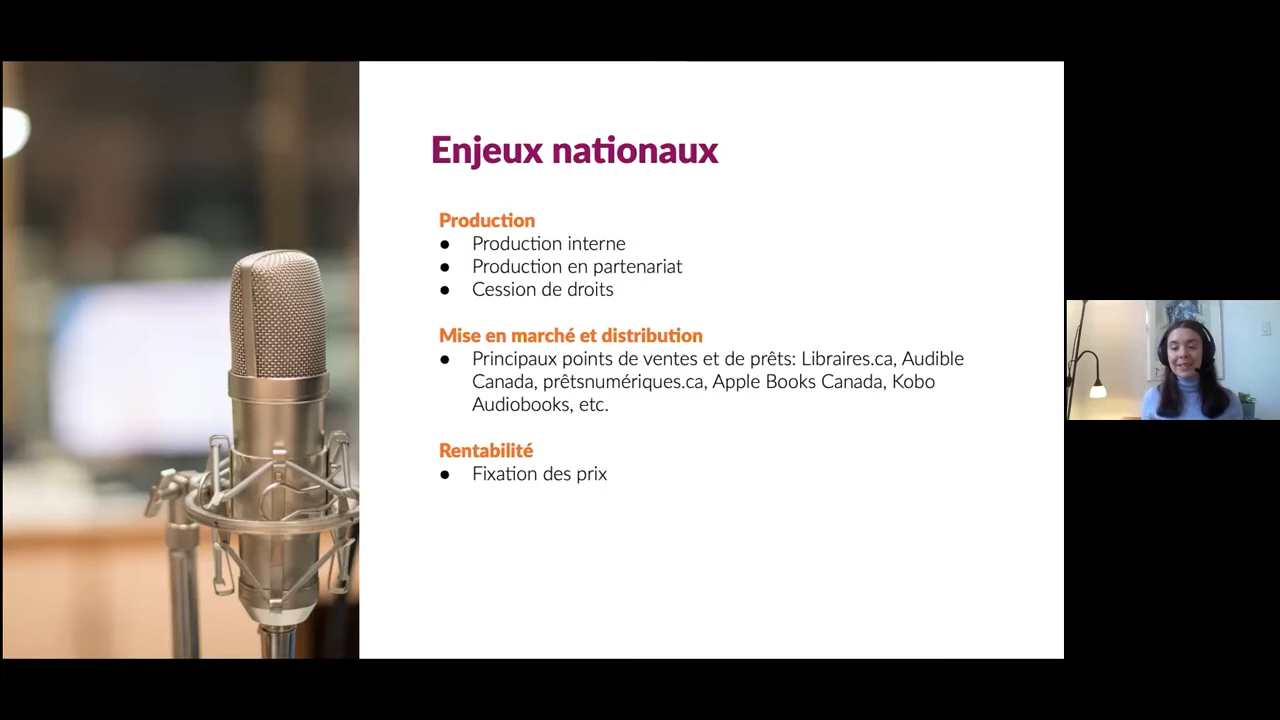 Enjeux nationaux
Production
● Production interne
● Production en partenariat
● Cession de droits
Mise en marché et distribution
● Principaux points de ventes et de prêts: Libraires.ca, Audible
Canada, prêtsnumériques.ca, Apple Books Canada, Kobo
Audiobooks, etc.
Rentabilité
● Fixation des prix